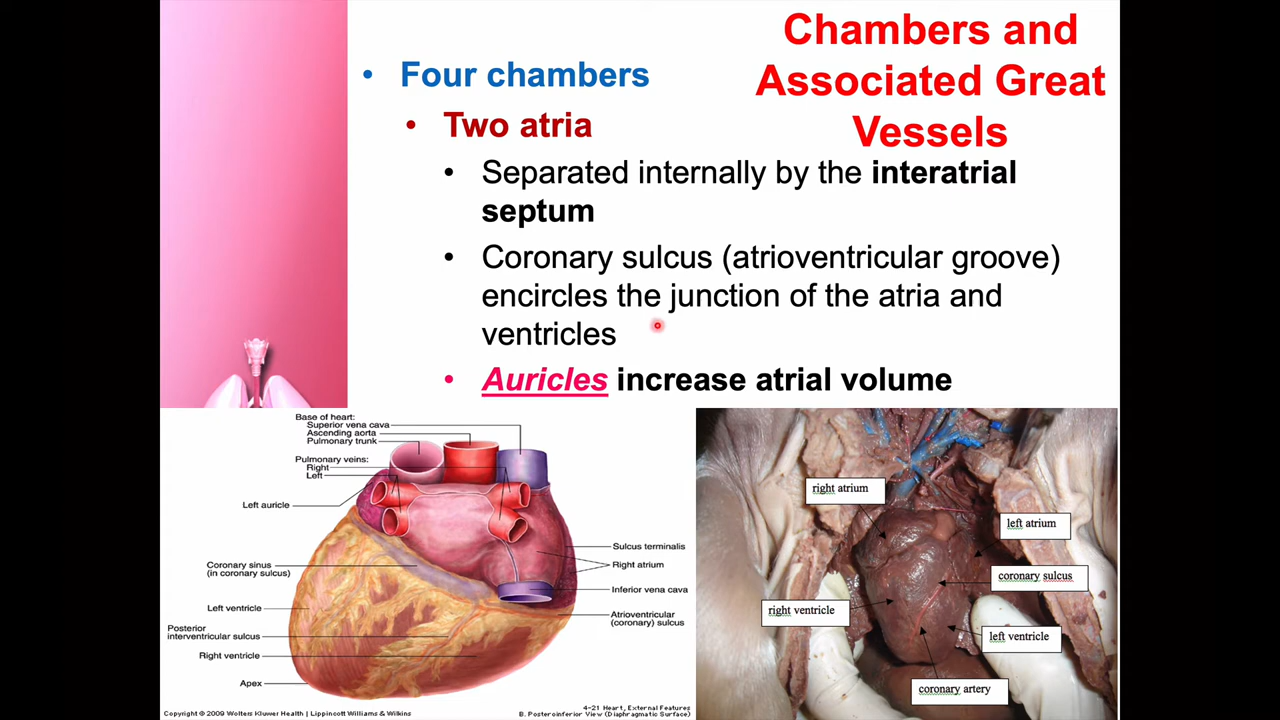 Chambers and
Associated Great
Vessels
• Four chambers
• Two atria
• Separated internally by the interatrial
septum
• Coronary sulcus (atrioventricular groove)
encircles the junction of the atria and
ventricles
• Auricles increase atrial volume
Base of heart:
Superior vena cava
Ascending aorta
Pulmonary trunk
Pulmonary veins:
Right
Left
Left auricle
Coronary sinus
(in coronary sulcus)
Left ventricle
Posterior
interventricular sulcus
Right ventricle
Apex
Sulcus terminalis
Right atrium
Inferior vena cava
Atrioventricular
(coronary) sulcus
4-21 Heart, External Features
B. Posteroinferior View (Diaphragmatic Surface)
Copyright © 2009 Wolters Kluwer Health | Lippincott Williams & Wilkins
right atrium
left atrium
coronary sulcus
right ventricle
left ventricle
coronary artery